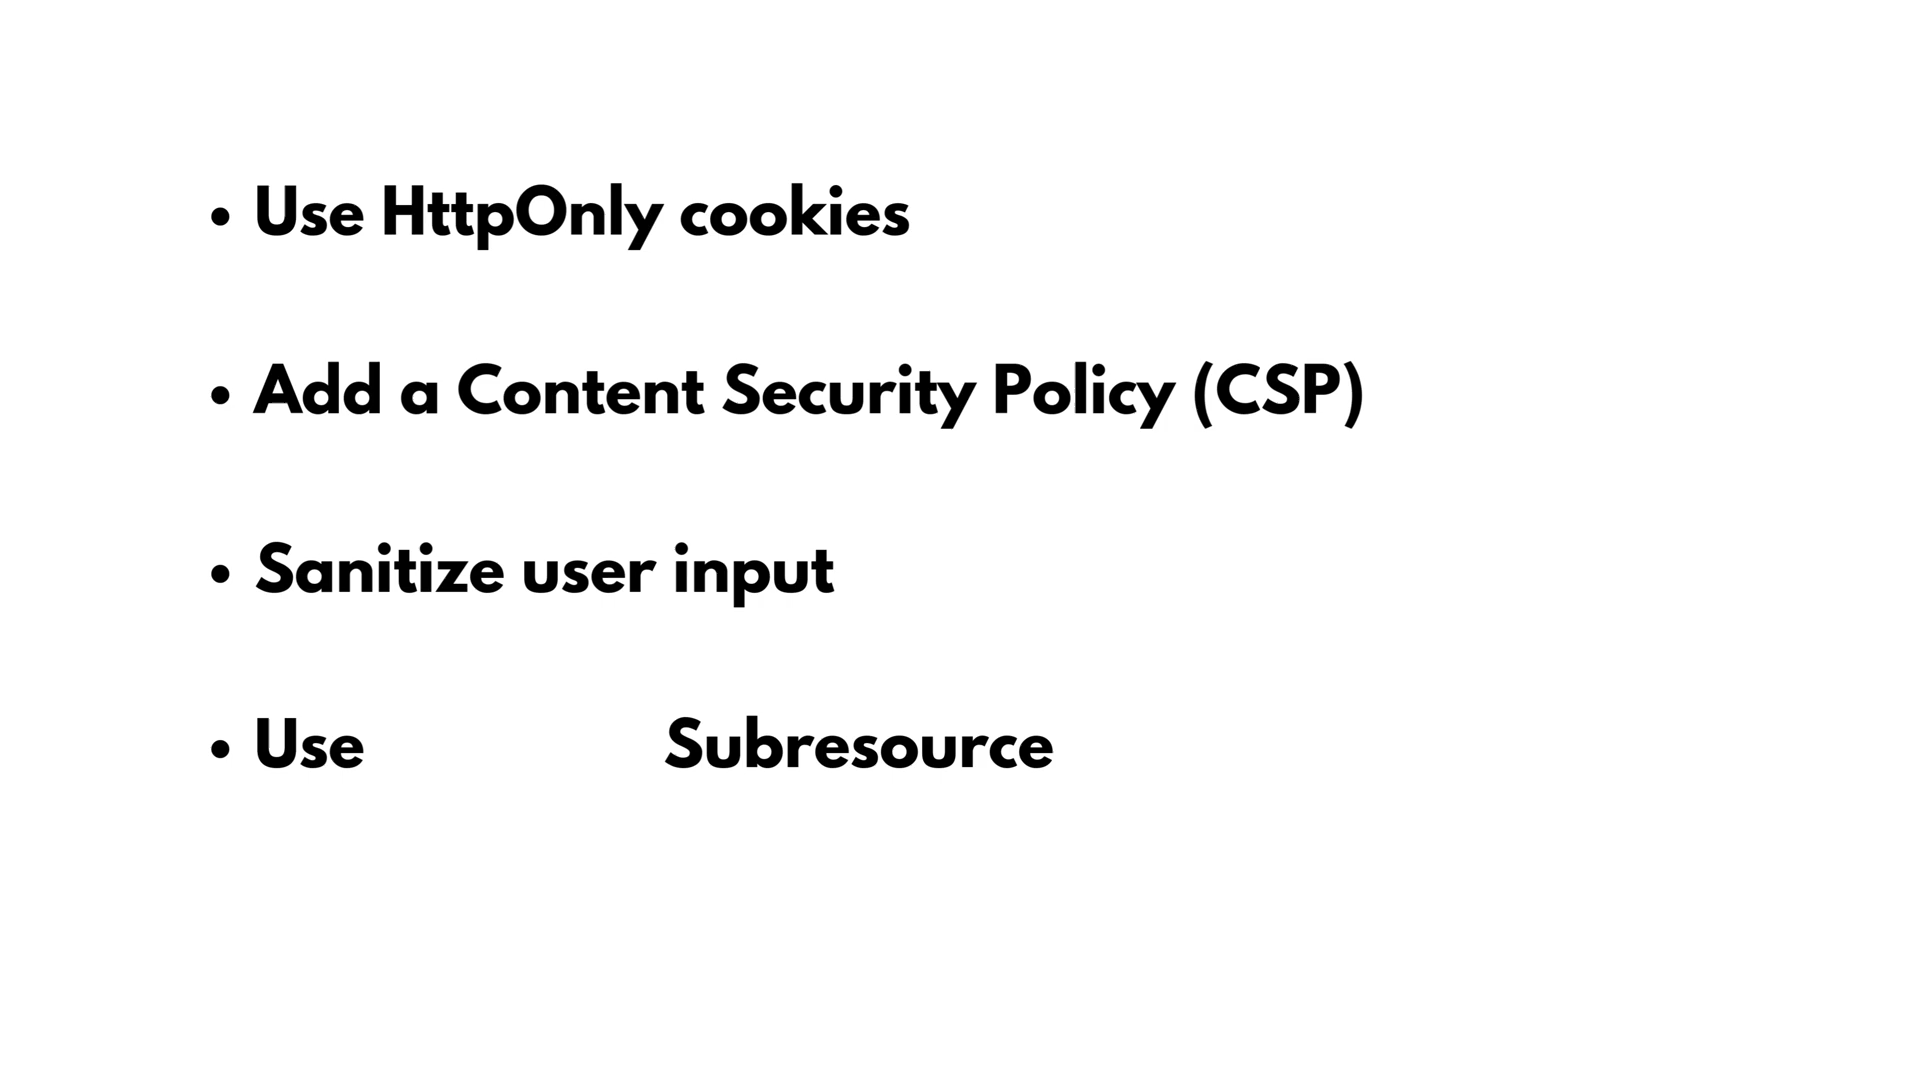 • Use HttpOnly cookies
• Add a Content Security Policy (CSP)
• Sanitize user input
• Use Subresource